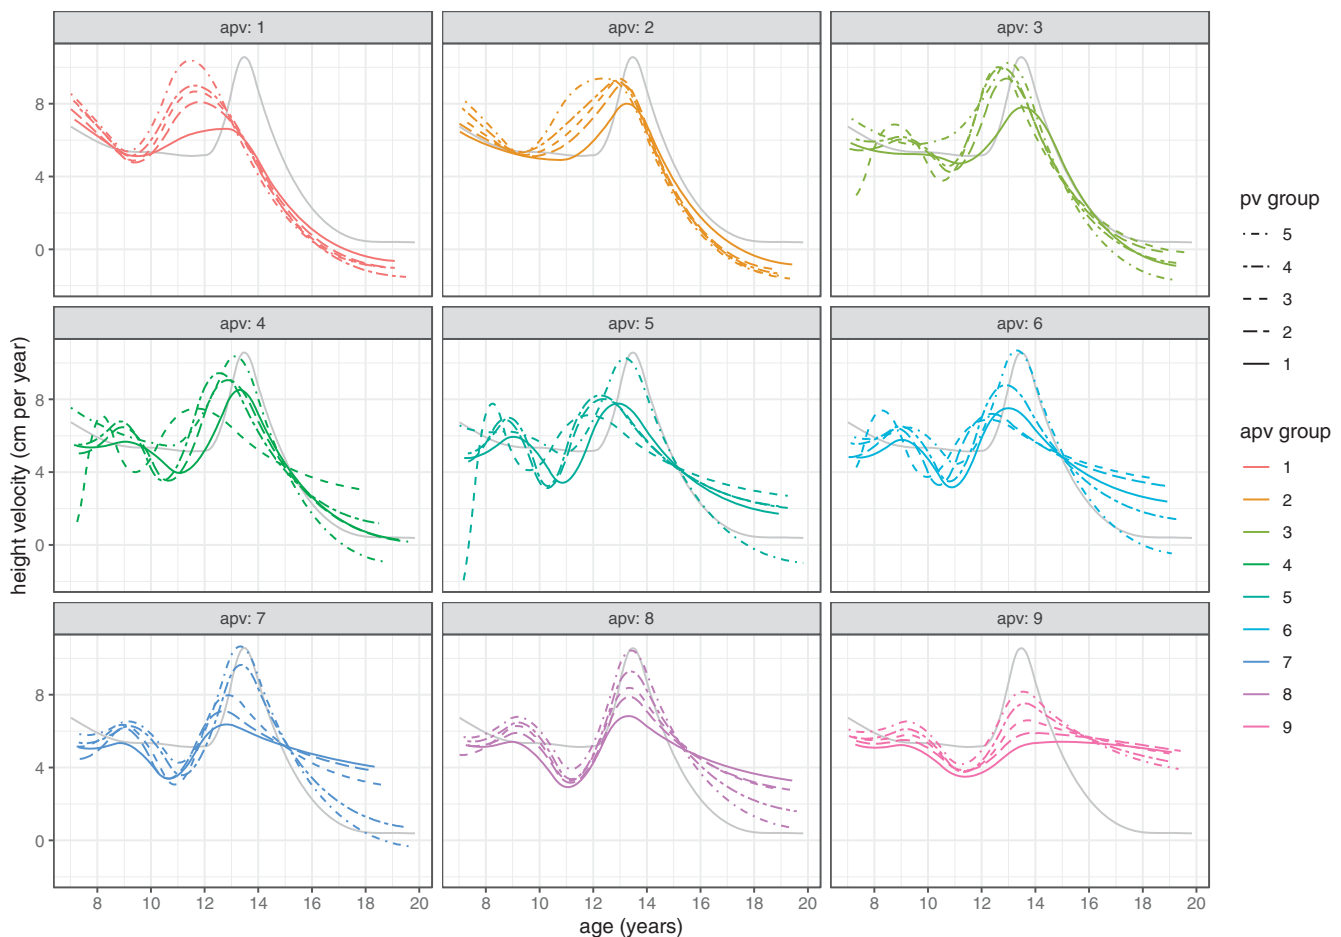 apv: 1
apv: 2
apv: 3
8
4
0
apv: 4
apv: 5
apv: 6
8
4
0
apv: 7
apv: 8
apv: 9
8
4
0
8 10 12 14 16 18 20
8 10 12 14 16 18 20
8 10 12 14 16 18 20
age (years)
height velocity (cm per year)
pv group
5
4
3
2
1
apv group
1
2
3
4
5
6
7
8
9